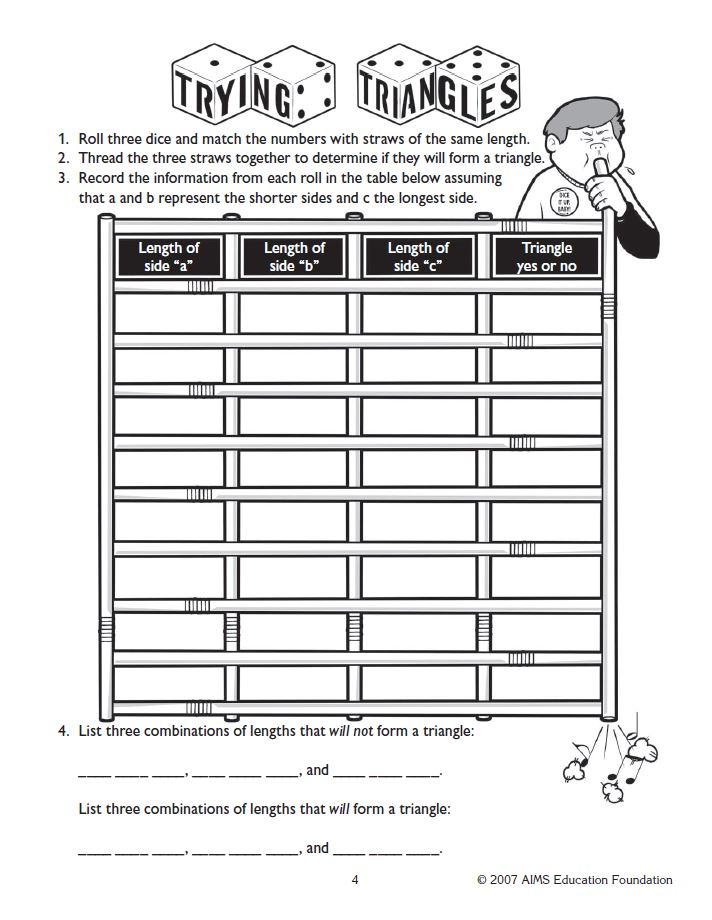 TRYING TRIANGLES
1. Roll three dice and match the numbers with straws of the same length.
2. Thread the three straws together to determine if they will form a triangle.
3. Record the information from each roll in the table below assuming
that a and b represent the shorter sides and c the longest side.
DICE
IT UP,
BABY!
Length of
side “a”
Length of
side “b”
Length of
side “c”
Triangle
yes or no
4. List three combinations of lengths that will not form a triangle:
____ ____ ____, ____ ____ ____, and ____ ____ ____.
List three combinations of lengths that will form a triangle:
____ ____ ____, ____ ____ ____, and ____ ____ ____.
4
© 2007 AIMS Education Foundation